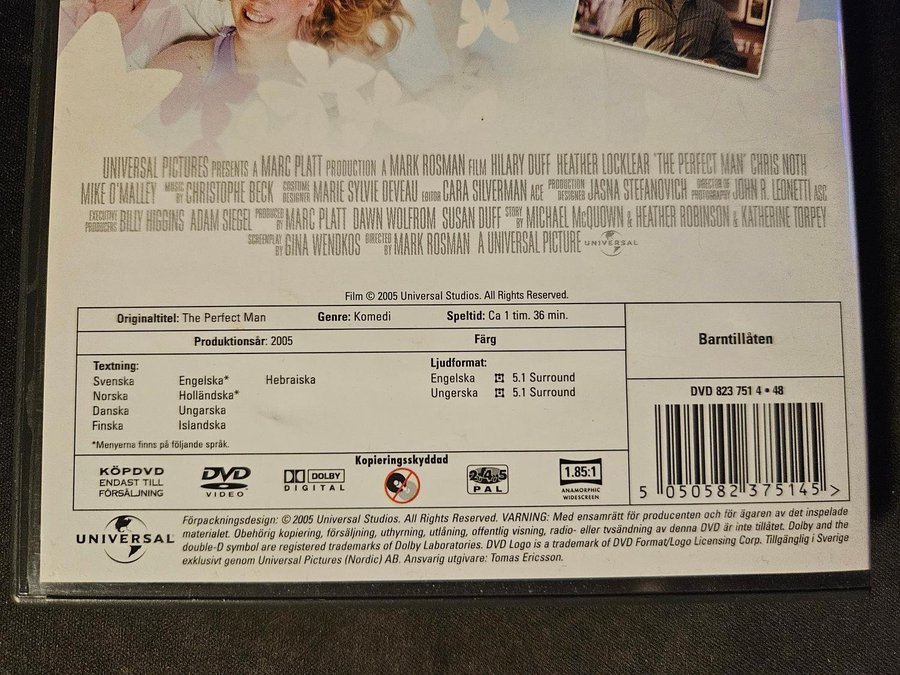 UNIVERSAL PICTURES PRESENTS A MARC PLATT PRODUCTION A MARK ROSMAN FILM HILARY DUFF HEATHER LOCKLEAR "THE PERFECT MAN" CHRIS NOTH
MIKE O'MALLEY MUSIC BY CHRISTOPHE BECK COSTUME DESIGNER MARIE SYLVIE DEVEAU EDITOR CARA SILVERMAN ACE PRODUCTION DESIGNER JASNA STEFANOVICH DIRECTOR OF PHOTOGRAPHY JOHN R. LEONETTI ASC
EXECUTIVE PRODUCERS BILLY HIGGINS ADAM SIEGEL PRODUCED BY MARC PLATT DAWN WOLFROM SUSAN DUFF STORY BY MICHAEL McQUOWN & HEATHER ROBINSON & KATHERINE TORPEY
SCREENPLAY BY GINA WENDKOS DIRECTED BY MARK ROSMAN A UNIVERSAL PICTURE UNIVERSAL
Film © 2005 Universal Studios. All Rights Reserved.
Originaltitel: The Perfect Man Genre: Komedi Speltid: Ca 1 tim. 36 min.
Produktionsår: 2005 Färg
Barntillåten
Textning:
Svenska Engelska* Hebraiska
Norska Holländska*
Danska Ungarska
Finska Isländska
*Menyerna finns på följande språk.
Ljudformat:
Engelska 5.1 Surround
Ungerska 5.1 Surround
DVD 823 751 4 • 48
5 050582 375145 >
KÖPDVD
ENDAST TILL
FÖRSÄLJNING
DVD
VIDEO
DOLBY
DIGITAL
Kopieringsskyddad
2 4 5
PAL
1.85:1
ANAMORPHIC
WIDESCREEN
UNIVERSAL
Förpackningsdesign: © 2005 Universal Studios. All Rights Reserved. VARNING: Med ensamrätt för producenten och för ägaren av det inspelade
materialet. Obehörig kopiering, försäljning, uthyrning, utlåning, offentlig visning, radio- eller tvsändning av denna DVD är inte tillåtet. Dolby and the
double-D symbol are registered trademarks of Dolby Laboratories. DVD Logo is a trademark of DVD Format/Logo Licensing Corp. Tillgänglig i Sverige
exklusivt genom Universal Pictures (Nordic) AB. Ansvarig utgivare: Tomas Ericsson.